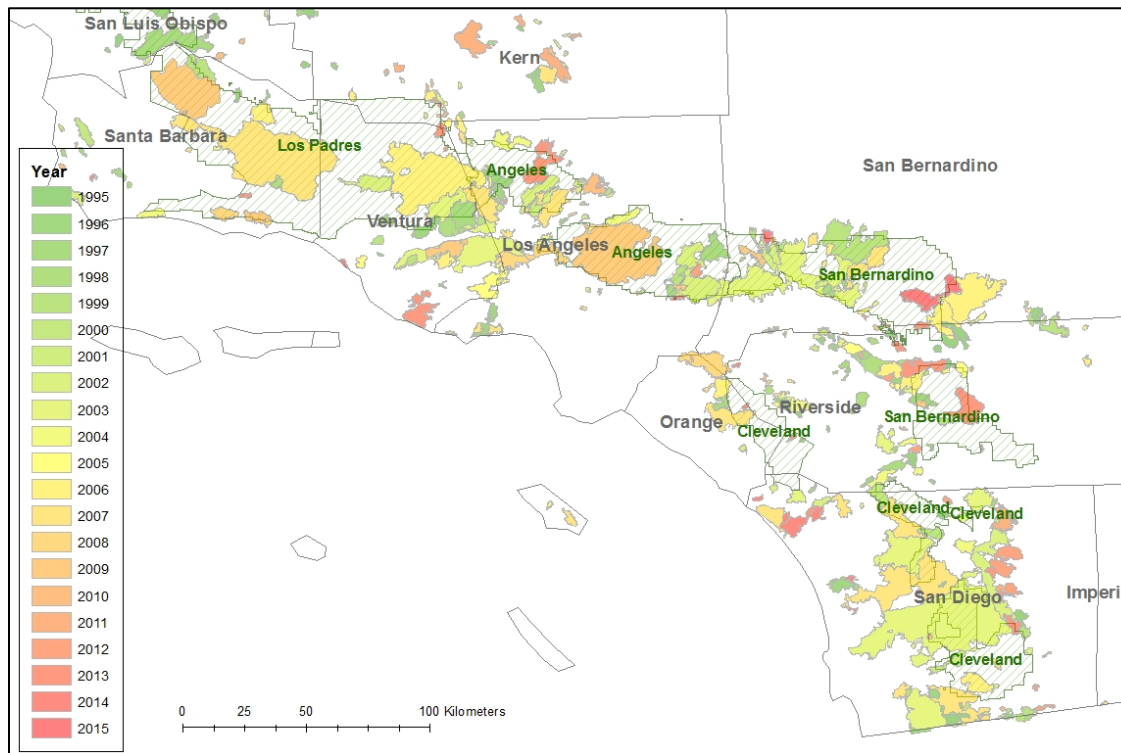 San Luis Obispo
Kern
Santa Barbara
Los Padres
San Bernardino
Angeles
Ventura
Los Angeles
Angeles
San Bernardino
Year
1995
1996
1997
1998
1999
2000
2001
2002
2003
2004
2005
2006
2007
2008
2009
2010
2011
2012
2013
2014
2015
Riverside
San Bernardino
Orange
Cleveland
Cleveland
Cleveland
San Diego
Imperi
Cleveland
0 25 50 100 Kilometers